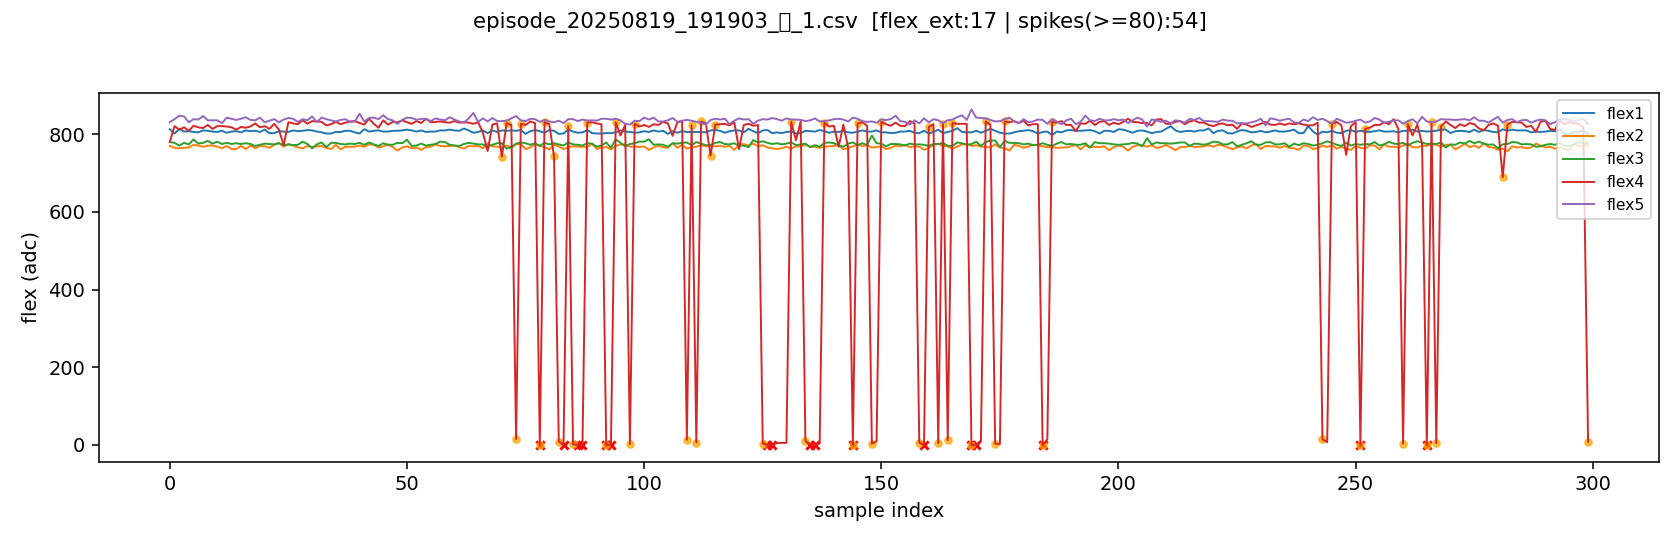 episode_20250819_191903_▯_1.csv [flex_ext:17 | spikes(>=80):54]
flex (adc)
800
600
400
200
0
0 50 100 150 200 250 300
sample index
flex1
flex2
flex3
flex4
flex5